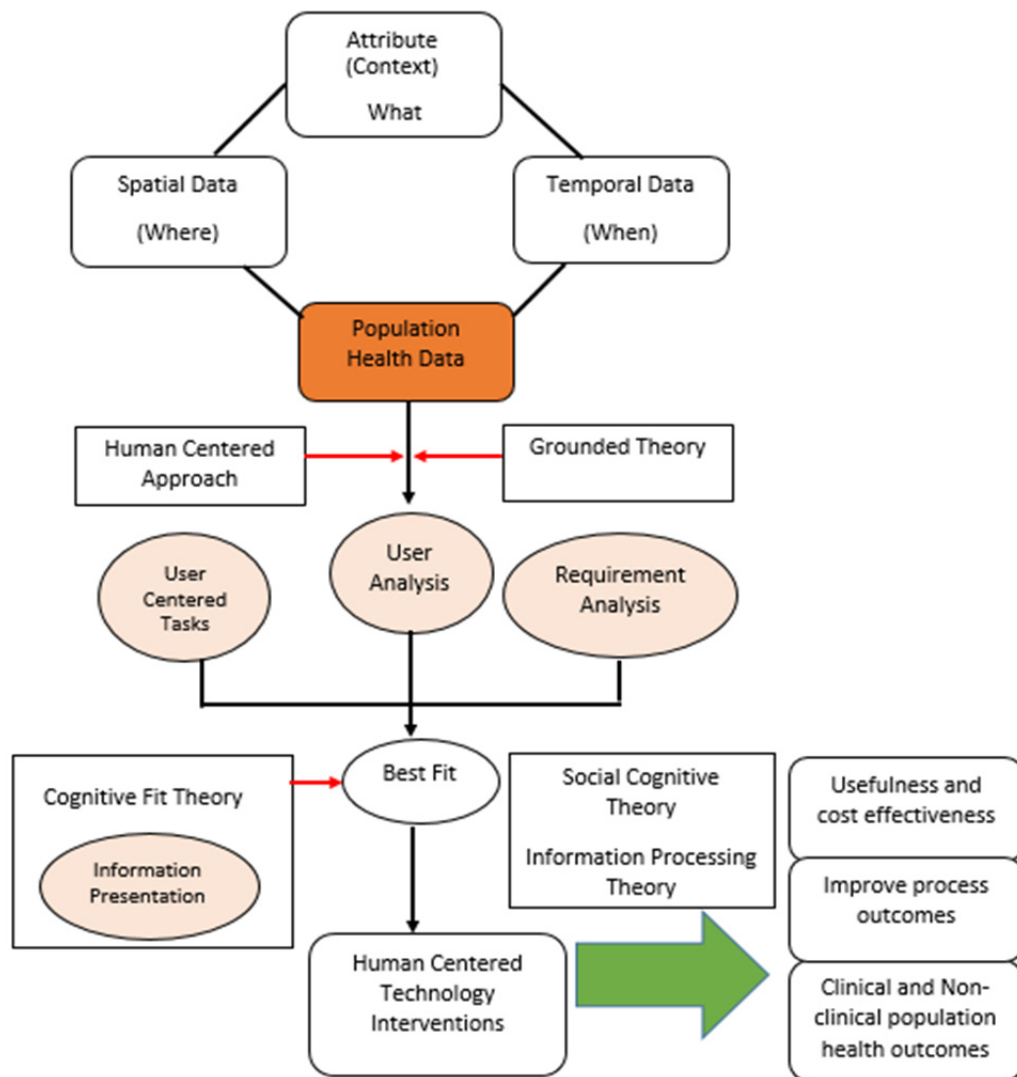 Attribute
(Context)
What
Spatial Data
(Where)
Temporal Data
(When)
Population
Health Data
Human Centered
Approach
Grounded Theory
User
Centered
Tasks
User
Analysis
Requirement
Analysis
Cognitive Fit Theory
Information
Presentation
Best Fit
Social Cognitive
Theory
Information Processing
Theory
Usefulness and
cost effectiveness
Improve process
outcomes
Clinical and Non-
clinical population
health outcomes
Human Centered
Technology
Interventions